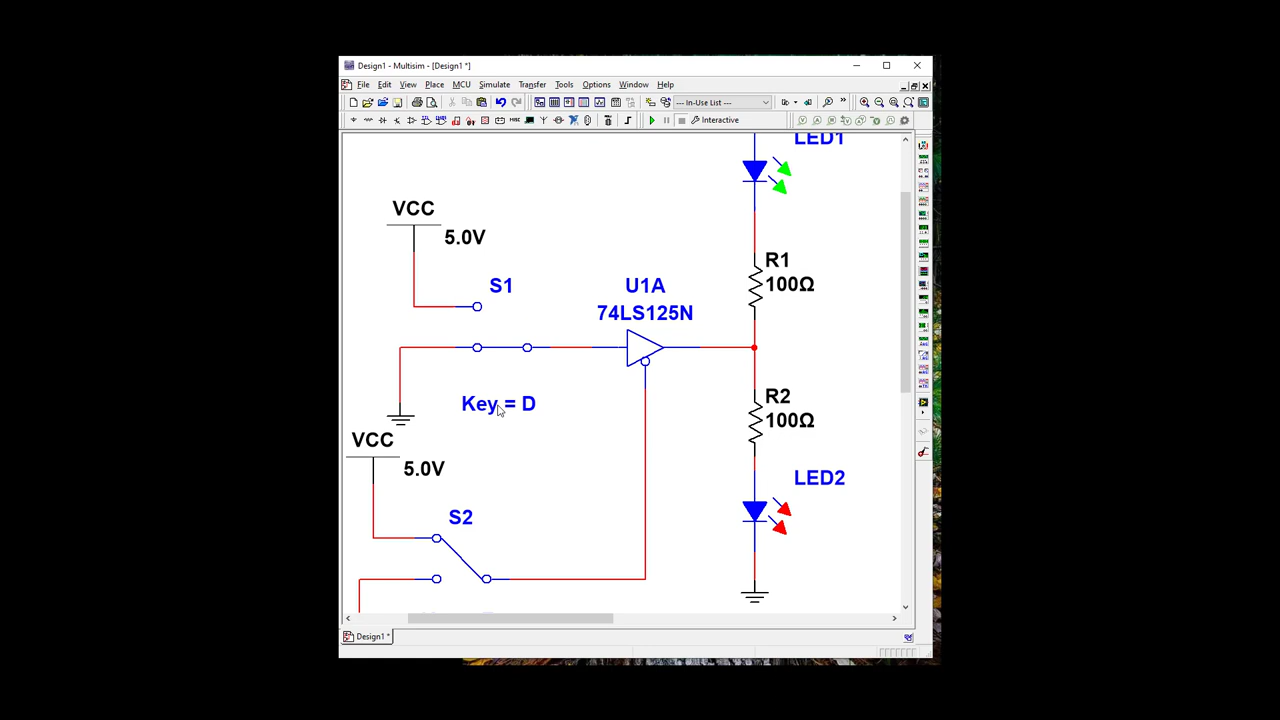 Design1 - Multisim - [Design1 *]
File Edit View Place MCU Simulate Transfer Tools Options Window Help
--- In-Use List ---
Interactive
LED1
VCC
5.0V
S1
U1A
74LS125N
R1
100Ω
Key = D
R2
100Ω
VCC
5.0V
LED2
S2
Design1 *